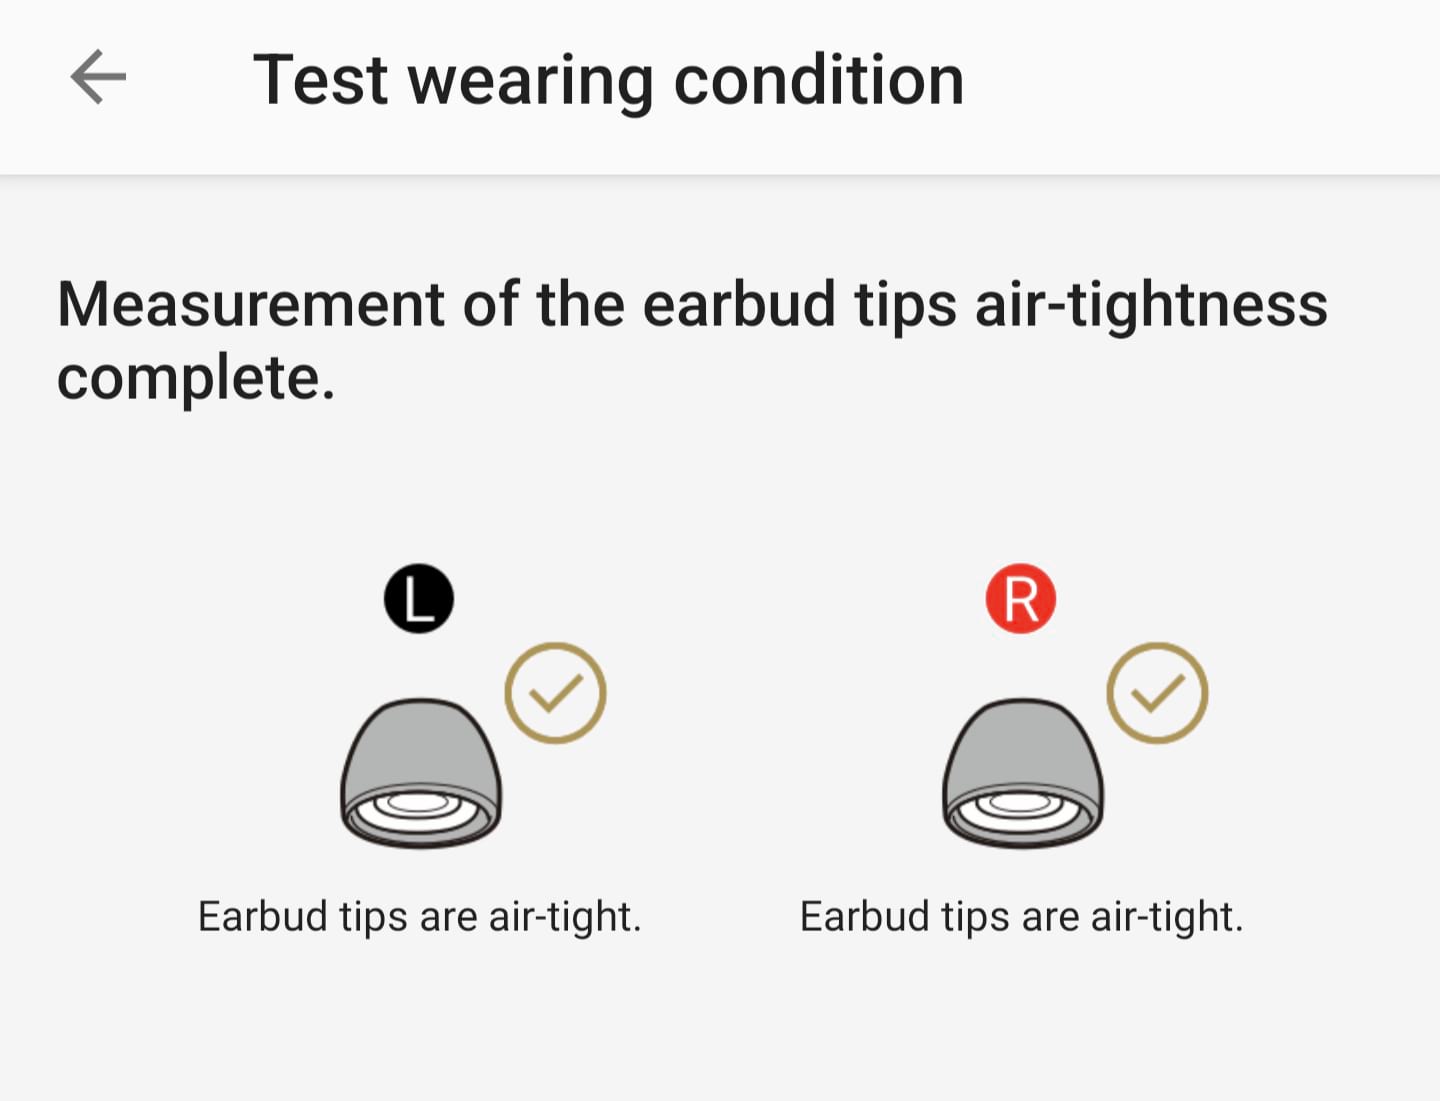 Test wearing condition
Measurement of the earbud tips air-tightness
complete.
L
R
Earbud tips are air-tight.
Earbud tips are air-tight.